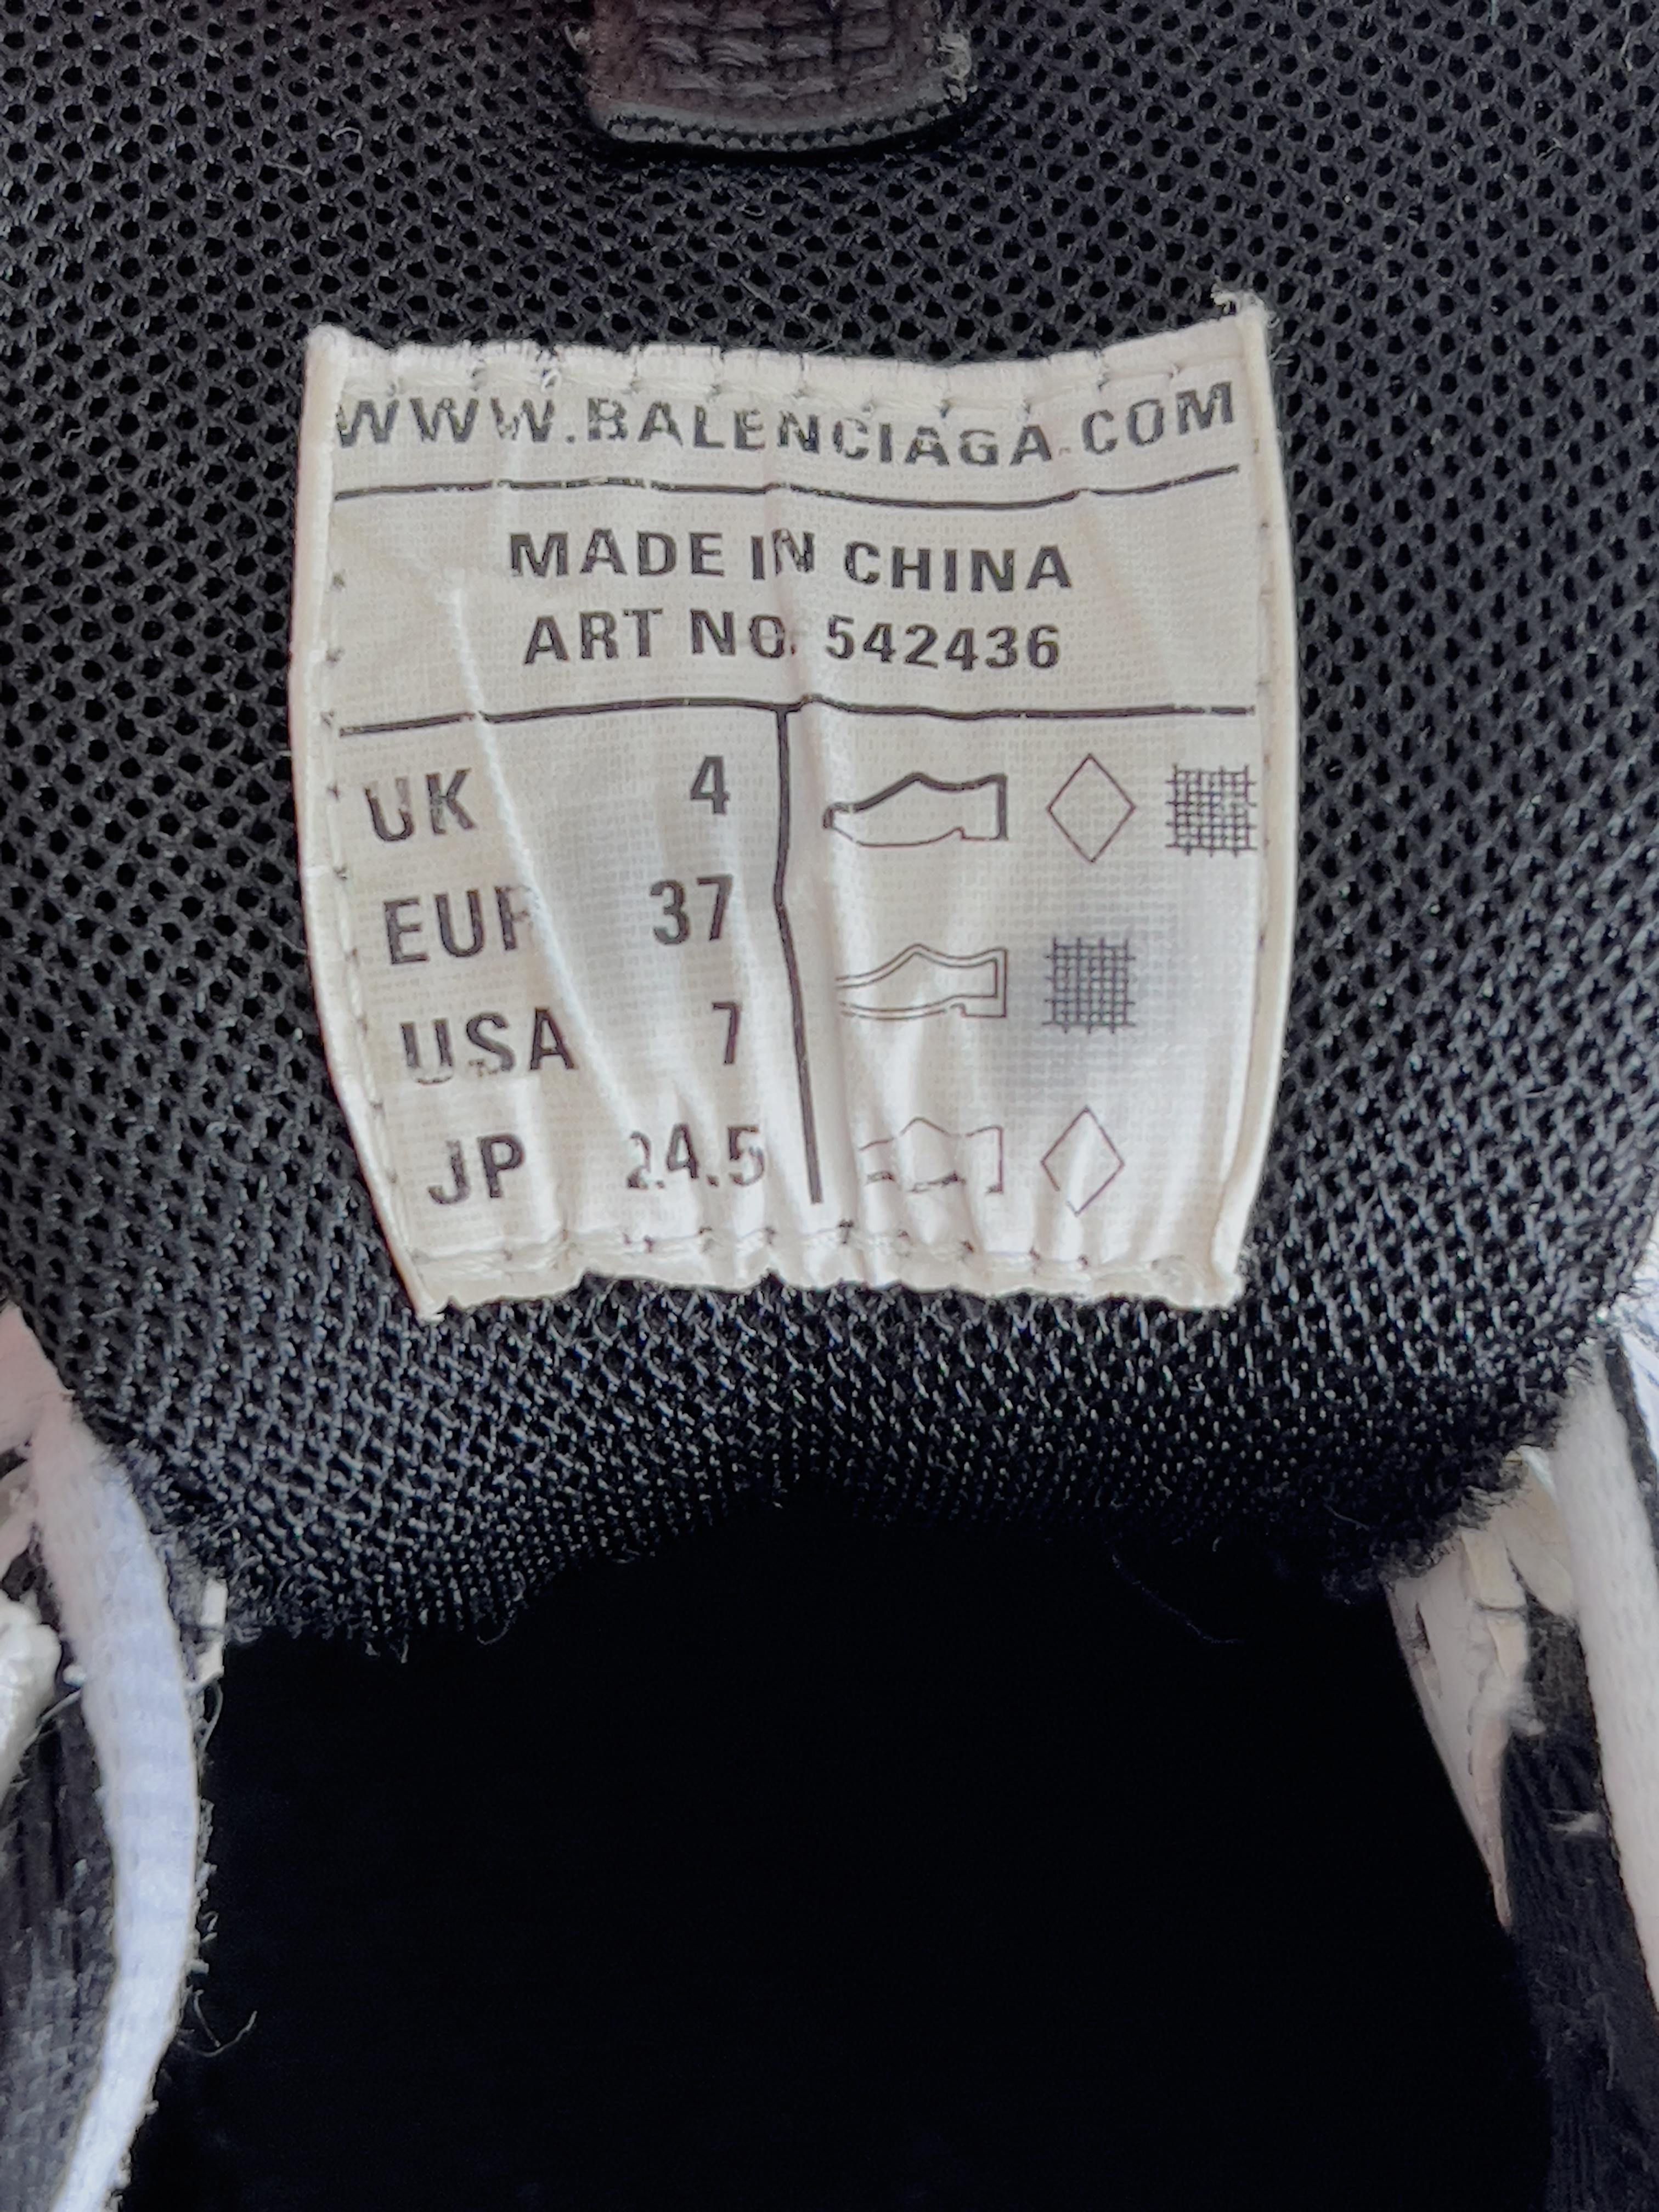 WWW.BALENCIAGA.COM
MADE IN CHINA
ART NO. 542436
UK 4
EUR 37
USA 7
JP 24.5